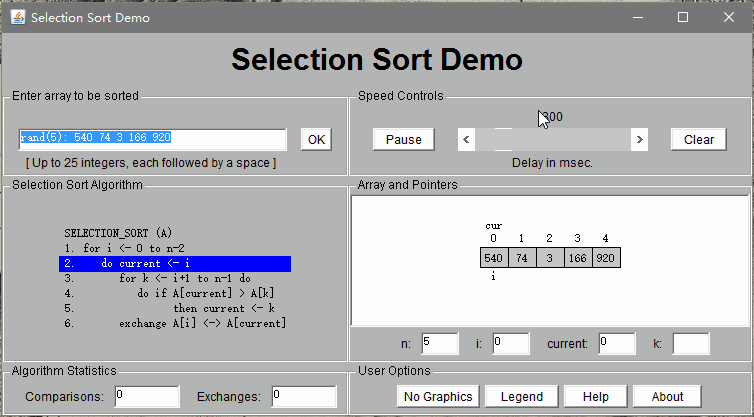 Selection Sort Demo
Selection Sort Demo
Enter array to be sorted
rand(5): 540 74 3 166 920
OK
[ Up to 25 integers, each followed by a space ]
Speed Controls
Pause
<
>
Clear
Delay in msec.
Selection Sort Algorithm
SELECTION_SORT (A)
1. for i <- 0 to n-2
2. do current <- i
3. for k <- i+1 to n-1 do
4. do if A[current] > A[k]
5. then current <- k
6. exchange A[i] <-> A[current]
Array and Pointers
cur
0 1 2 3 4
540 74 3 166 920
i
n: 5 i: 0 current: 0 k:
Algorithm Statistics
Comparisons: 0 Exchanges: 0
User Options
No Graphics Legend Help About